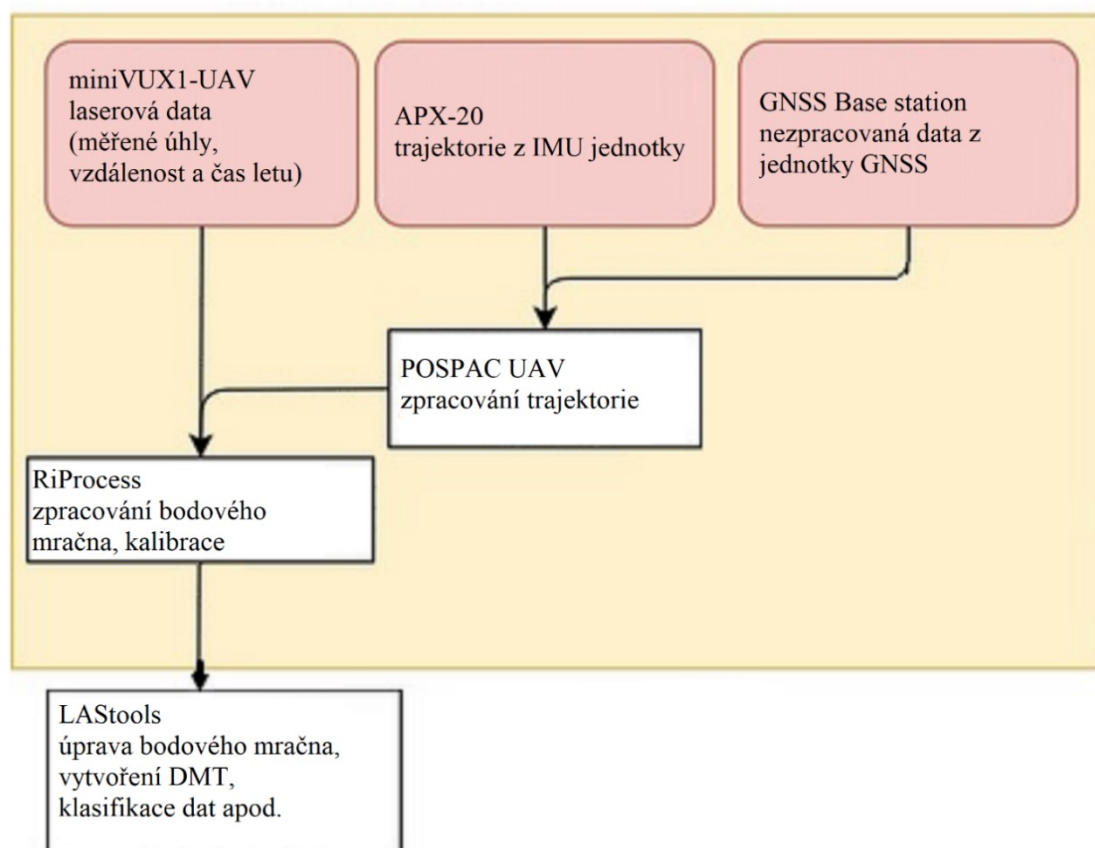 miniVUX1-UAV
laserová data
(měřené úhly,
vzdálenost a čas letu)
APX-20
trajektorie z IMU jednotky
GNSS Base station
nezpracovaná data z
jednotky GNSS
POSPAC UAV
zpracování trajektorie
RiProcess
zpracování bodového
mračna, kalibrace
LAStools
úprava bodového mračna,
vytvoření DMT,
klasifikace dat apod.